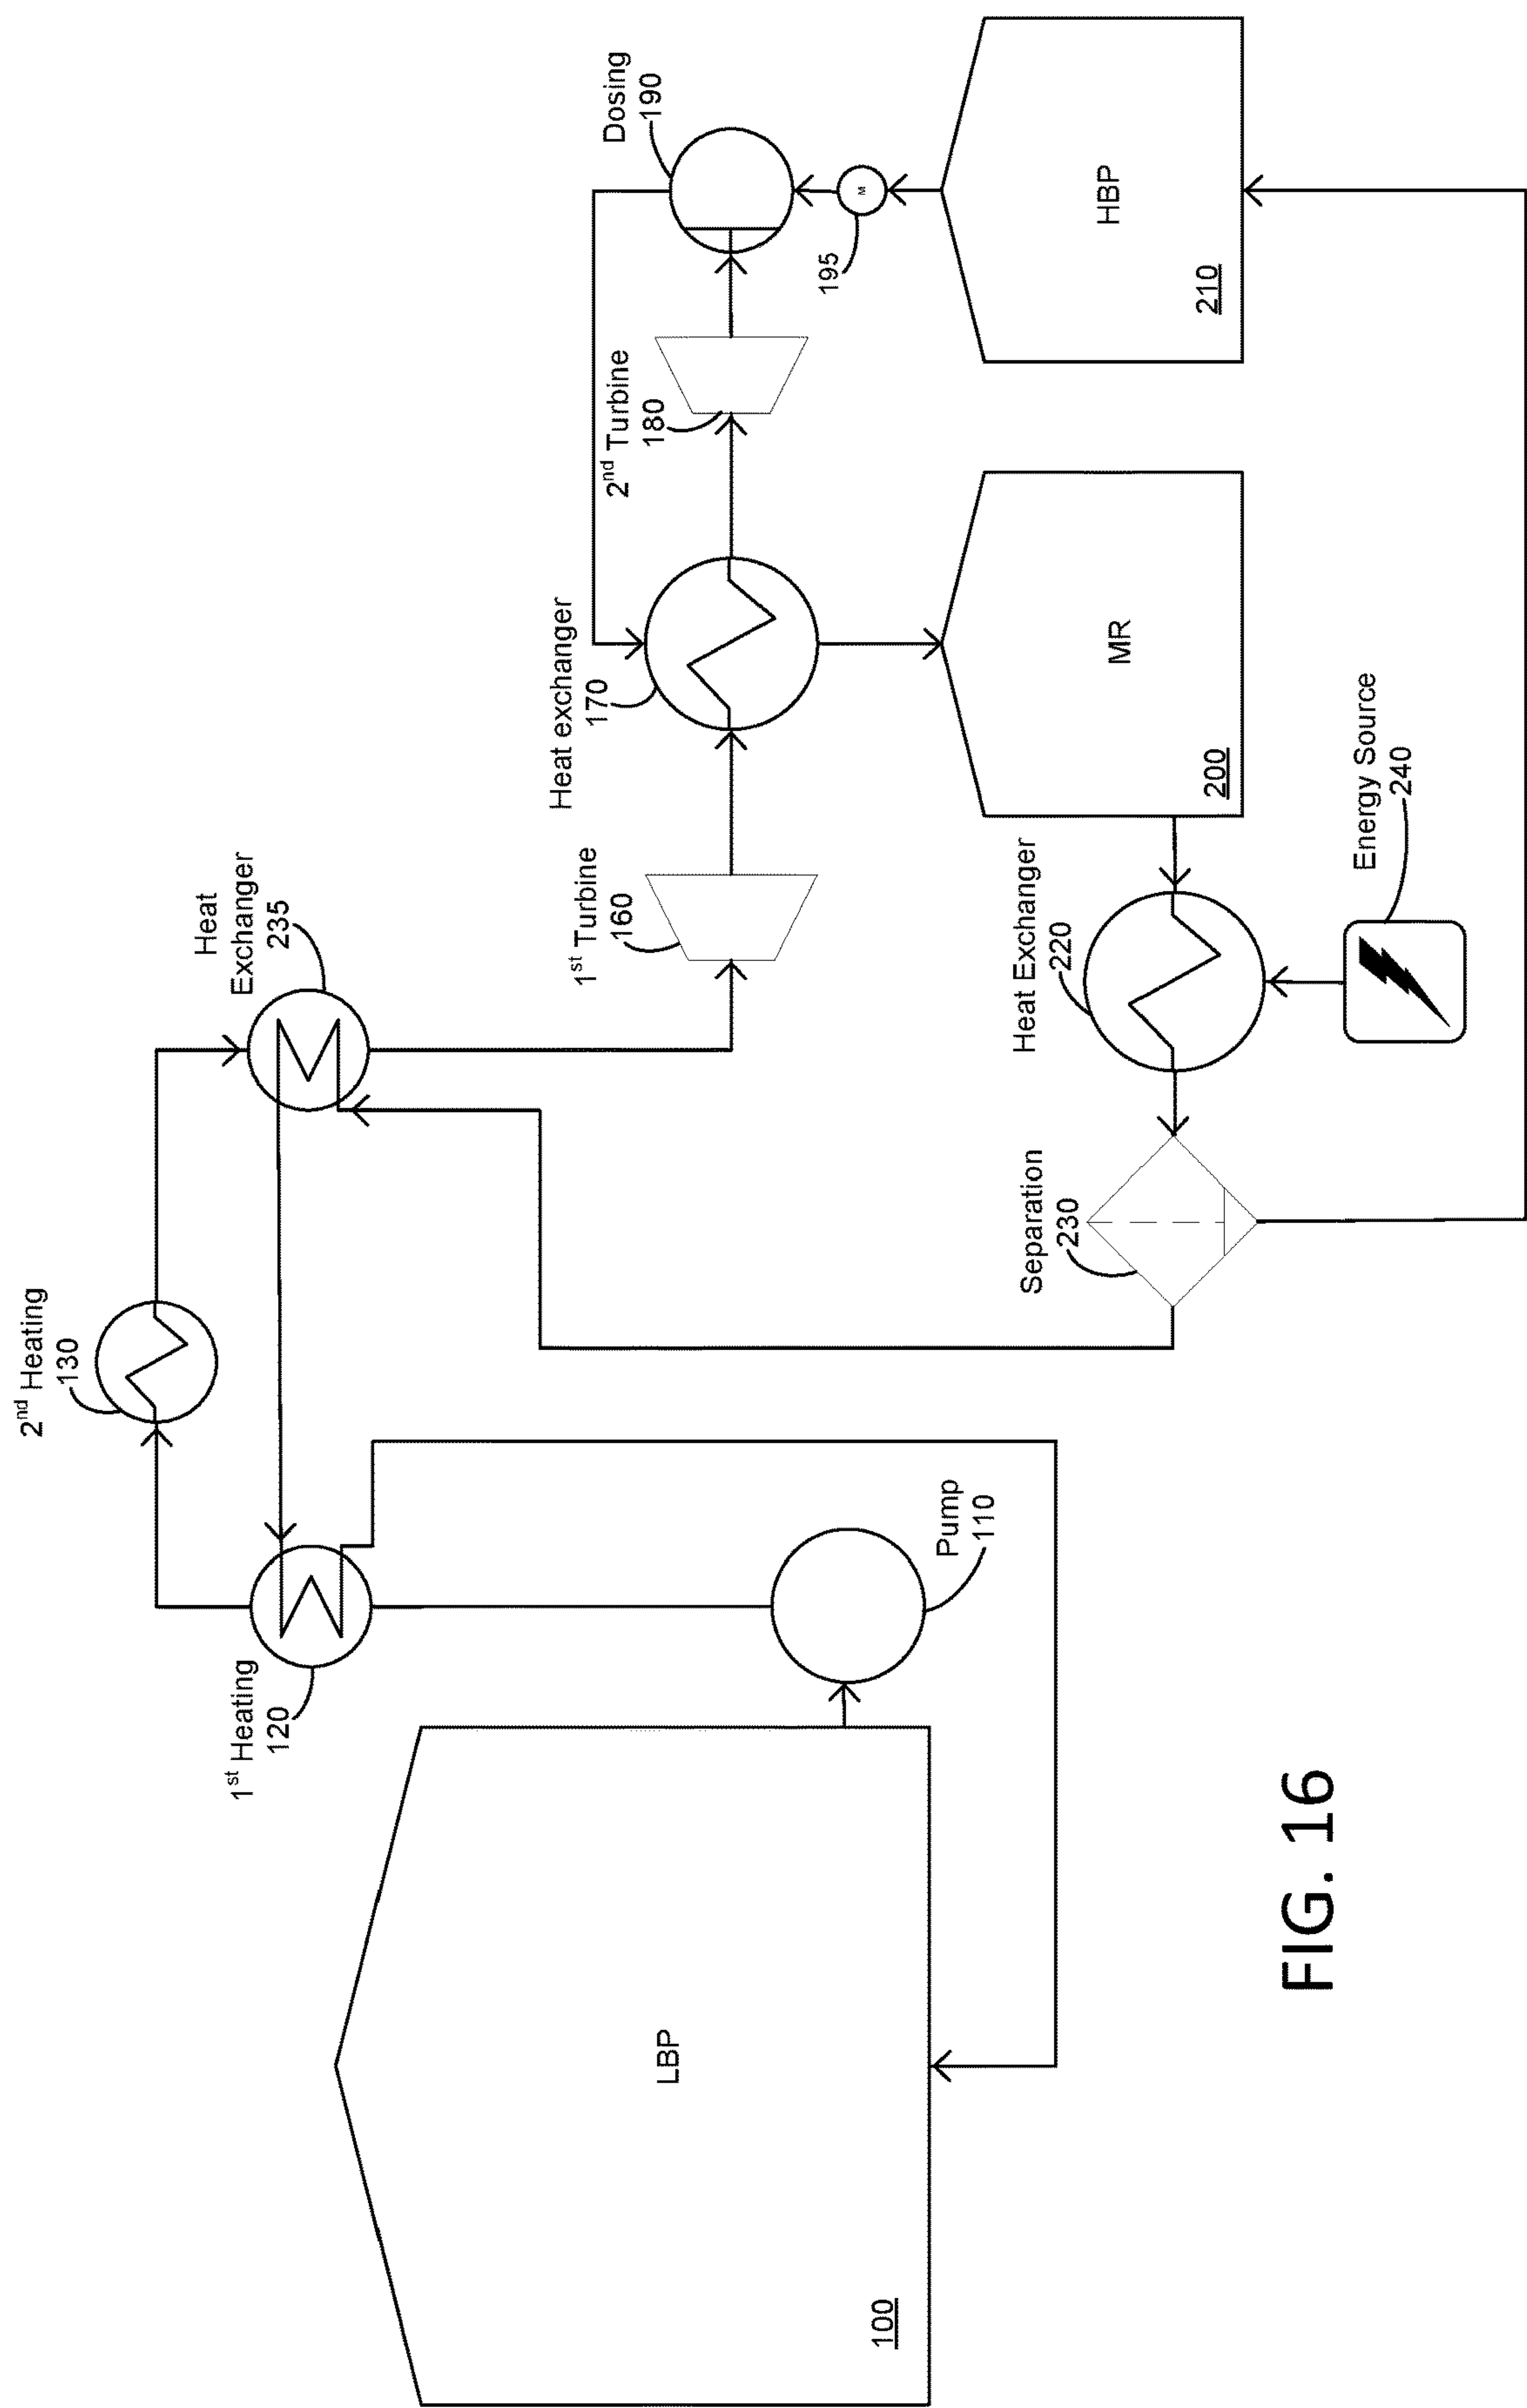 LBP
100
1st Heating
120
Pump
110
2nd Heating
130
Heat
Exchanger
235
Separation
230
1st Turbine
160
Heat Exchanger
220
Energy Source
240
Heat exchanger
170
MR
200
2nd Turbine
180
Dosing
190
195
M
HBP
210
FIG. 16